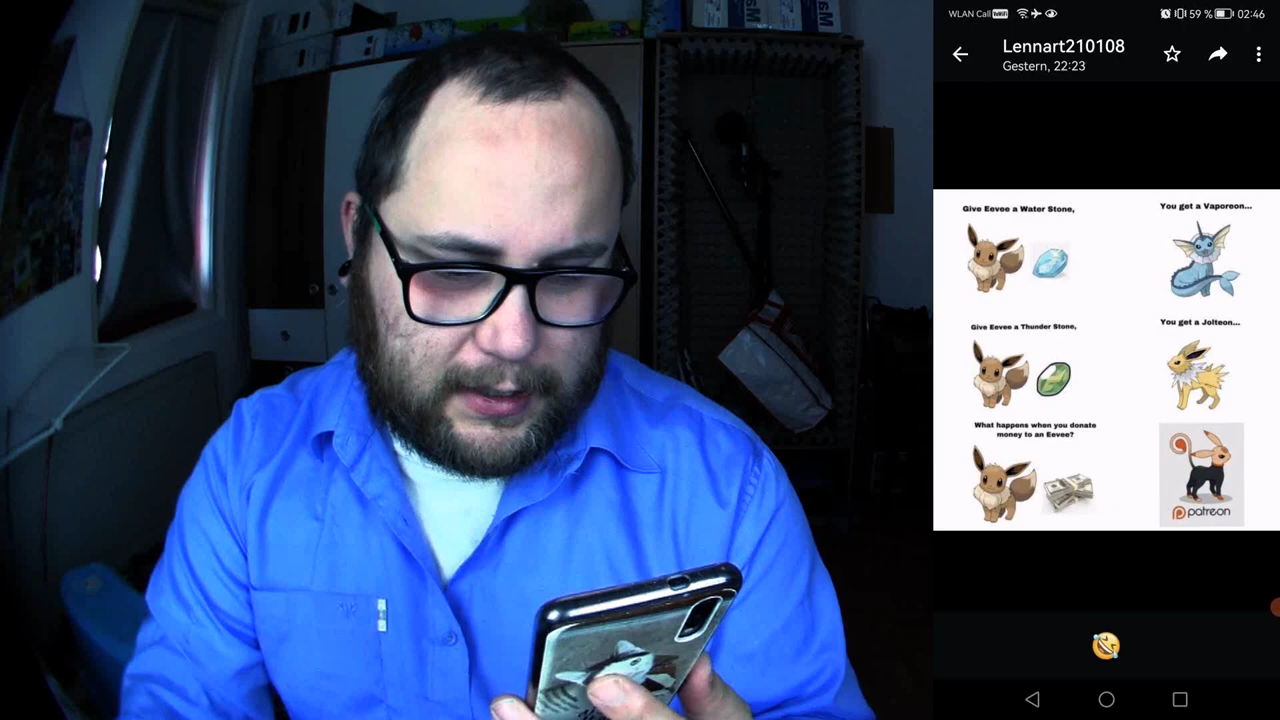 WLAN Call VoWiFi
59 % 02:46
Lennart210108
Gestern, 22:23
Give Eevee a Water Stone,
You get a Vaporeon...
Give Eevee a Thunder Stone,
You get a Jolteon...
What happens when you donate
money to an Eevee?
patreon